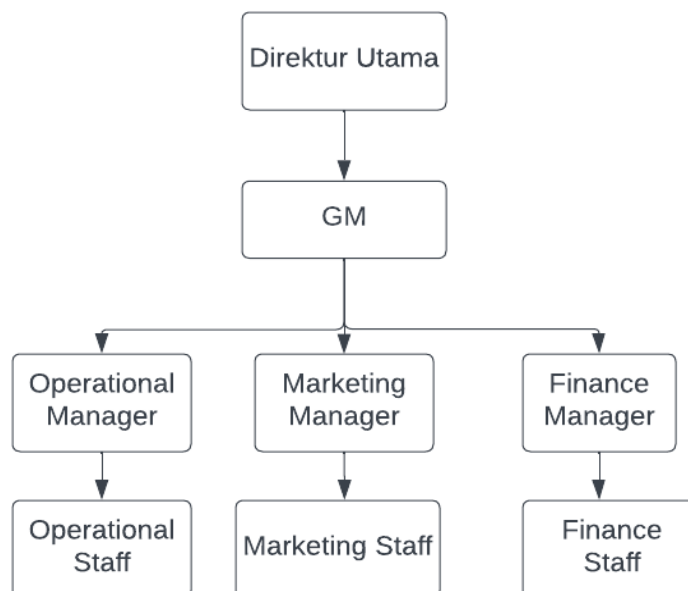 Direktur Utama
GM
Operational
Manager
Marketing
Manager
Finance
Manager
Operational
Staff
Marketing Staff
Finance
Staff